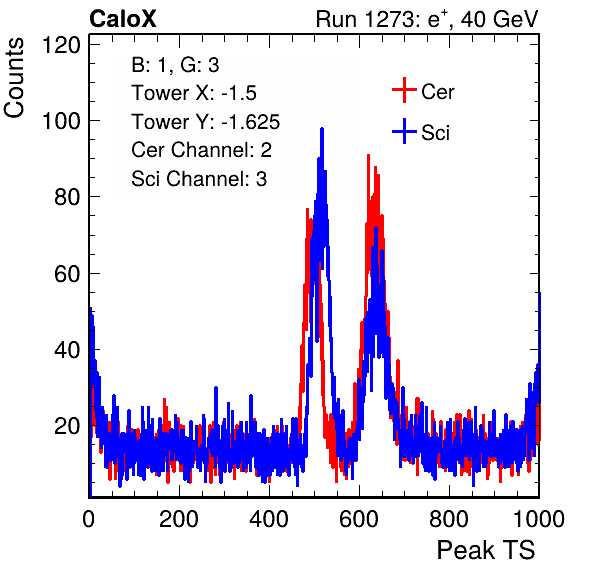 CaloX
Run 1273: e+, 40 GeV
Counts
120
100
80
60
40
20
B: 1, G: 3
Tower X: -1.5
Tower Y: -1.625
Cer Channel: 2
Sci Channel: 3
Cer
Sci
0 200 400 600 800 1000
Peak TS